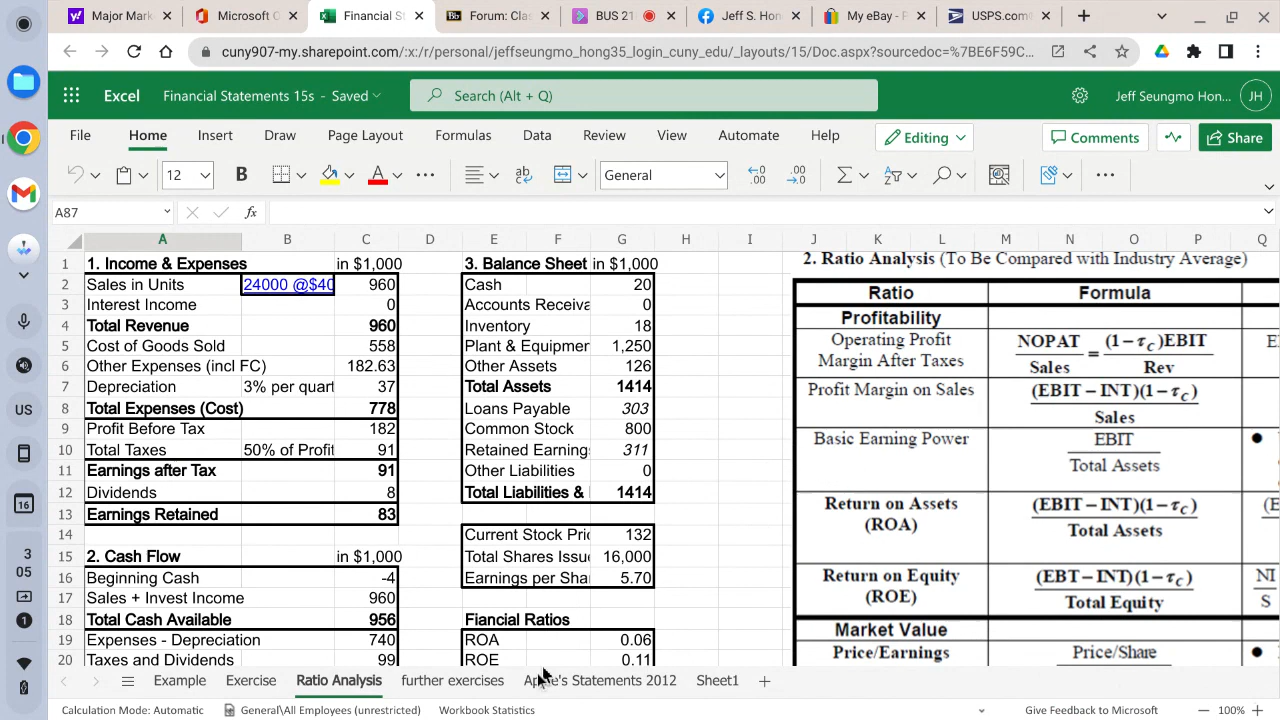 Major Mark
Microsoft O
Financial St
Forum: Clas
BUS 21
Jeff S. Hon
My eBay - P
USPS.com
cuny907-my.sharepoint.com/:x:/r/personal/jeffseungmo_hong35_login_cuny_edu/_layouts/15/Doc.aspx?sourcedoc=%7BE6F59C...
Excel Financial Statements 15s - Saved Search (Alt + Q) Jeff Seungmo Hon... JH
File Home Insert Draw Page Layout Formulas Data Review View Automate Help Editing Comments Share
12 B A General
A87 fx
A B C D E F G H I J K L M N O P Q
1 1. Income & Expenses in $1,000 3. Balance Sheet in $1,000
2 Sales in Units 24000 @$40 960 Cash 20
3 Interest Income 0 Accounts Receiva 0
4 Total Revenue 960 Inventory 18
5 Cost of Goods Sold 558 Plant & Equipmer 1,250
6 Other Expenses (incl FC) 182.63 Other Assets 126
7 Depreciation 3% per quart 37 Total Assets 1414
8 Total Expenses (Cost) 778 Loans Payable 303
9 Profit Before Tax 182 Common Stock 800
10 Total Taxes 50% of Profit 91 Retained Earning 311
11 Earnings after Tax 91 Other Liabilities 0
12 Dividends 8 Total Liabilities & 1414
13 Earnings Retained 83
14 Current Stock Pric 132
15 2. Cash Flow in $1,000 Total Shares Issue 16,000
16 Beginning Cash -4 Earnings per Sha 5.70
17 Sales + Invest Income 960
18 Total Cash Available 956 Fiancial Ratios
19 Expenses - Depreciation 740 ROA 0.06
20 Taxes and Dividends 99 ROE 0.11
2. Ratio Analysis (To Be Compared with Industry Average)
Ratio Formula
Profitability
Operating Profit Margin After Taxes NOPAT / Sales = (1-τC)EBIT / Rev
Profit Margin on Sales (EBIT - INT)(1-τC) / Sales
Basic Earning Power EBIT / Total Assets
Return on Assets (ROA) (EBIT - INT)(1-τC) / Total Assets
Return on Equity (ROE) (EBT - INT)(1-τC) / Total Equity NI / S
Market Value
Price/Earnings Price/Share
Example Exercise Ratio Analysis further exercises Apple's Statements 2012 Sheet1
Calculation Mode: Automatic General\All Employees (unrestricted) Workbook Statistics Give Feedback to Microsoft 100%
US
16
3
05
1